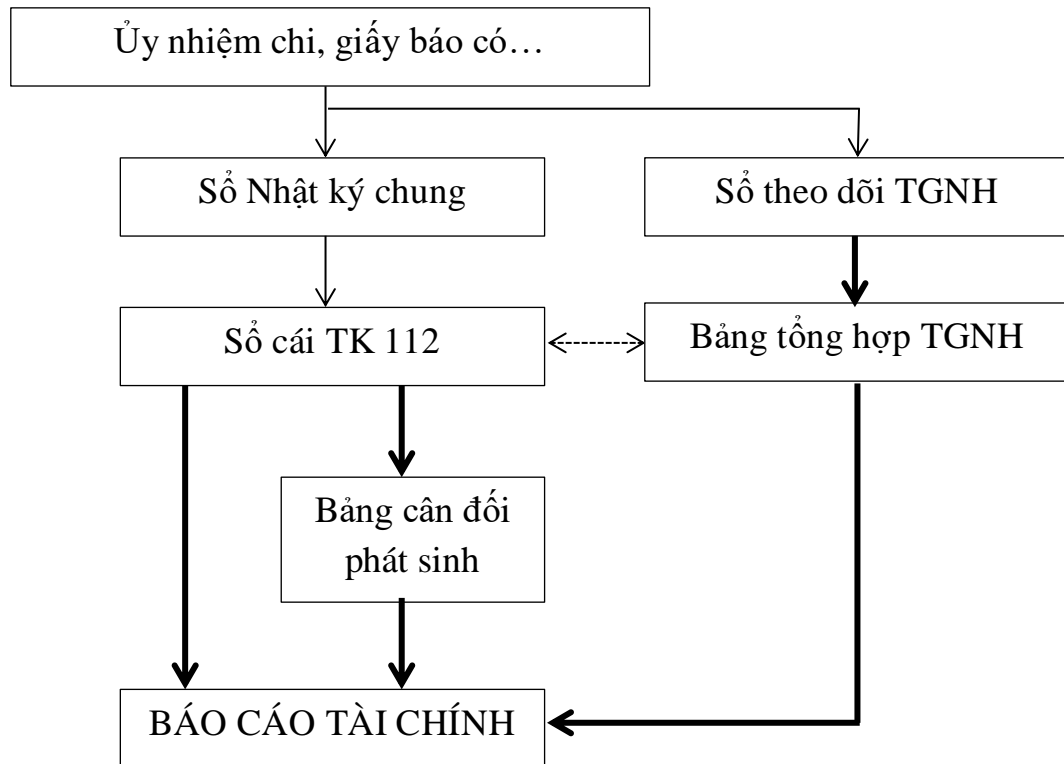 Ủy nhiệm chi, giấy báo có…
Sổ Nhật ký chung
Sổ theo dõi TGNH
Sổ cái TK 112
Bảng tổng hợp TGNH
Bảng cân đối
phát sinh
BÁO CÁO TÀI CHÍNH